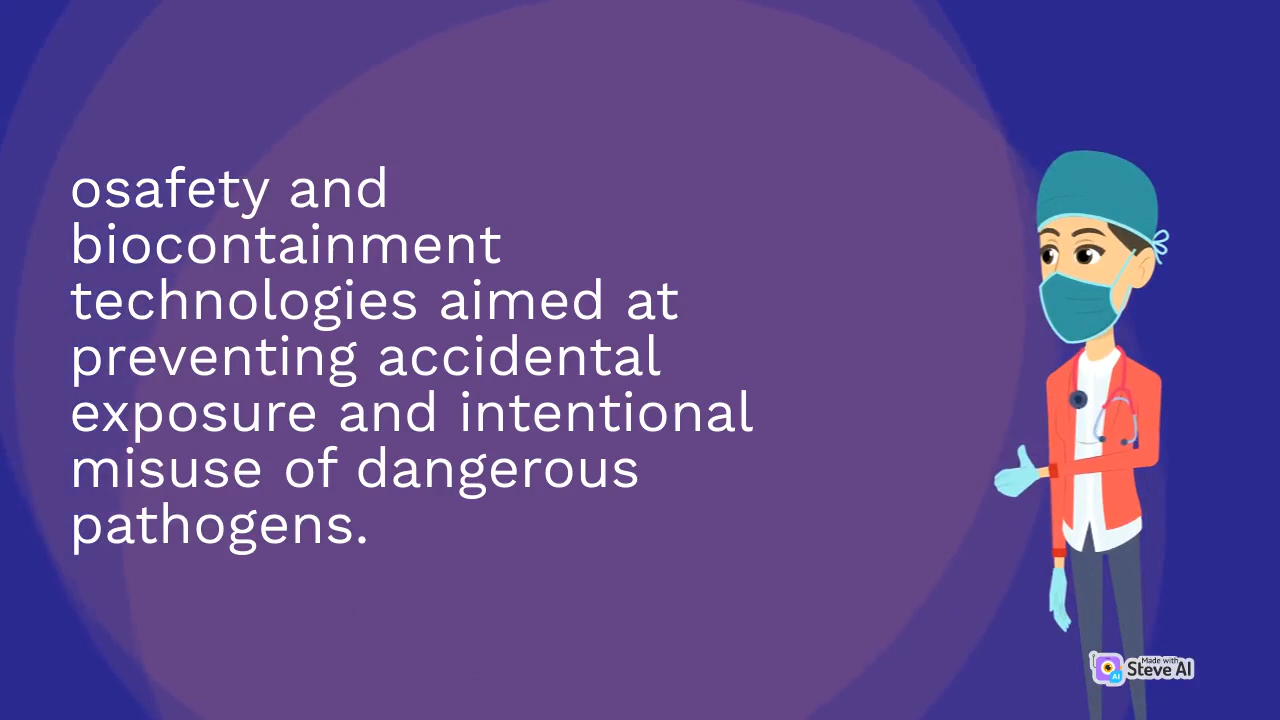 osafety and
biocontainment
technologies aimed at
preventing accidental
exposure and intentional
misuse of dangerous
pathogens.
Made with
Steve AI
AI